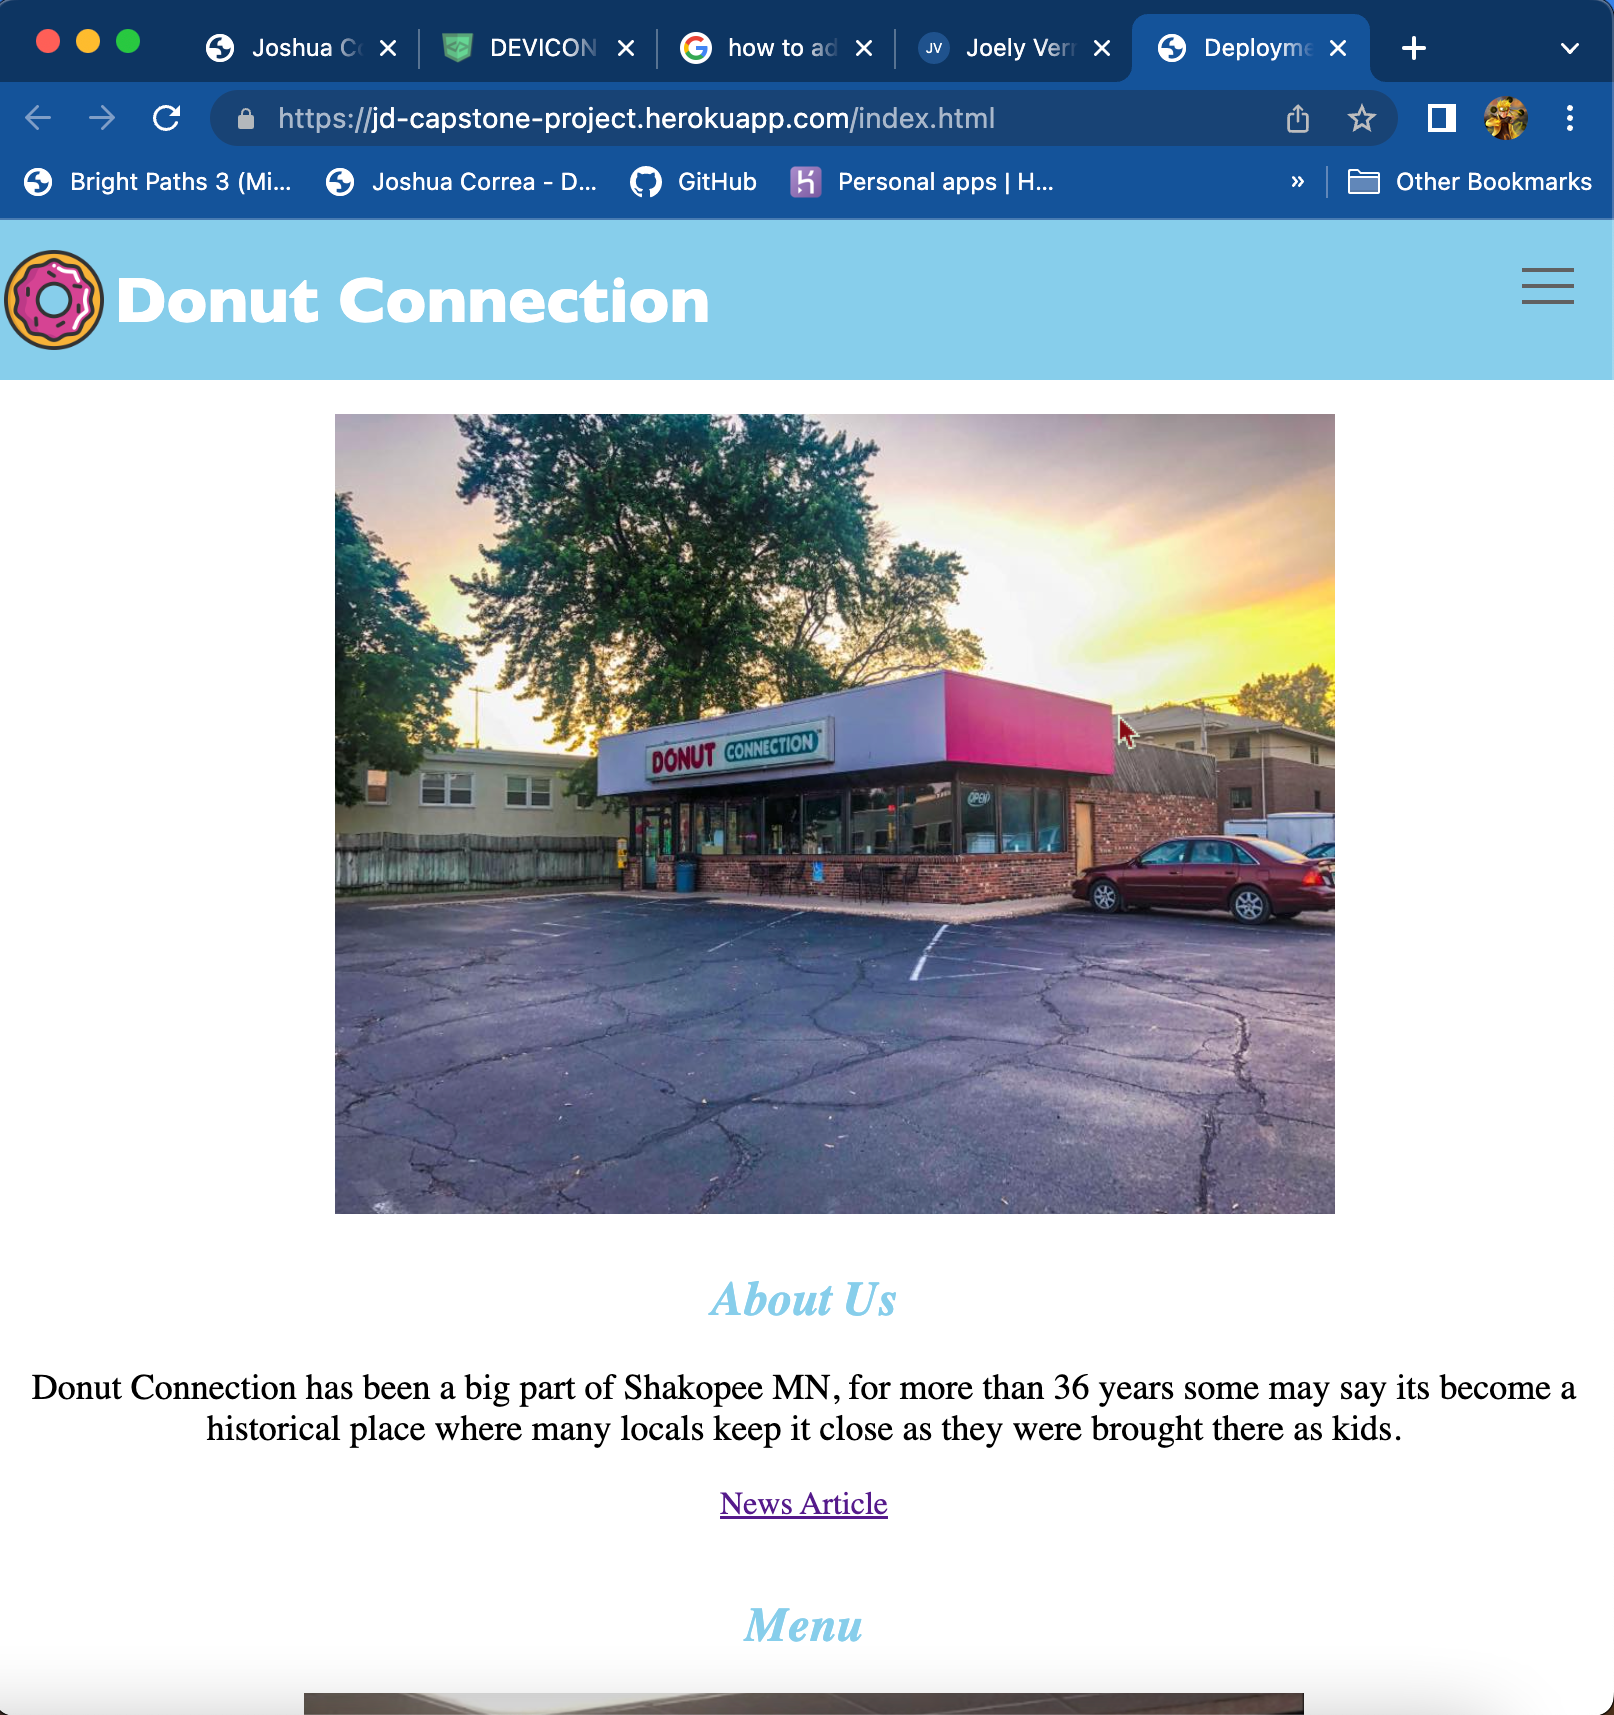 Joshua C
DEVICON
how to ad
JV
Joely Ver
Deployme
https://jd-capstone-project.herokuapp.com/index.html
Bright Paths 3 (Mi...
Joshua Correa - D...
GitHub
Personal apps | H...
»
Other Bookmarks
Donut Connection
DONUT CONNECTION
OPEN
About Us
Donut Connection has been a big part of Shakopee MN, for more than 36 years some may say its become a
historical place where many locals keep it close as they were brought there as kids.
News Article
Menu